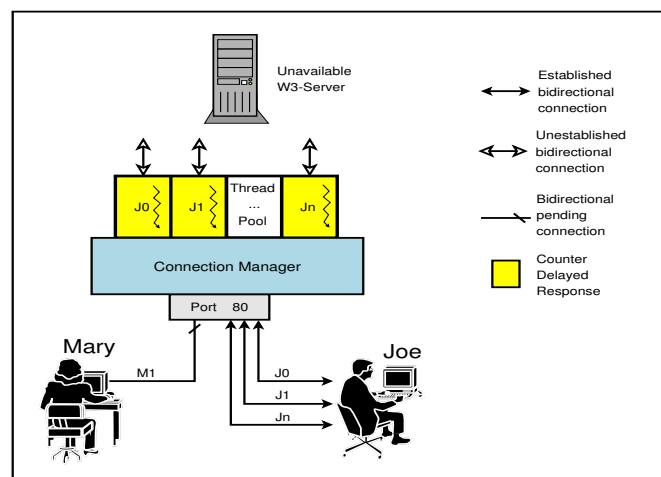 Unavailable
W3-Server
Established
bidirectional
connection
Unestablished
bidirectional
connection
Bidirectional
pending
connection
Counter
Delayed
Response
J0
J1
Thread
...
Pool
Jn
Connection Manager
Port 80
Mary
Joe
M1
J0
J1
Jn